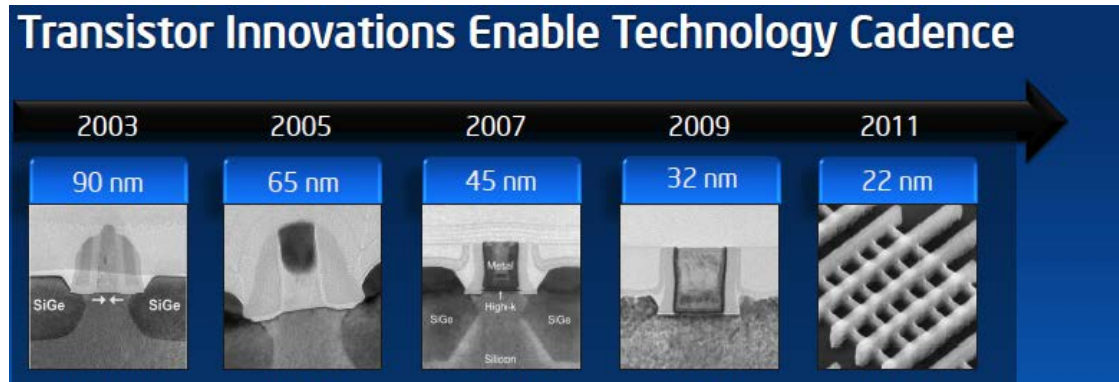 Transistor Innovations Enable Technology Cadence
2003 2005 2007 2009 2011
90 nm 65 nm 45 nm 32 nm 22 nm
SiGe SiGe
Metal
High-k
SiGe SiGe
Silicon